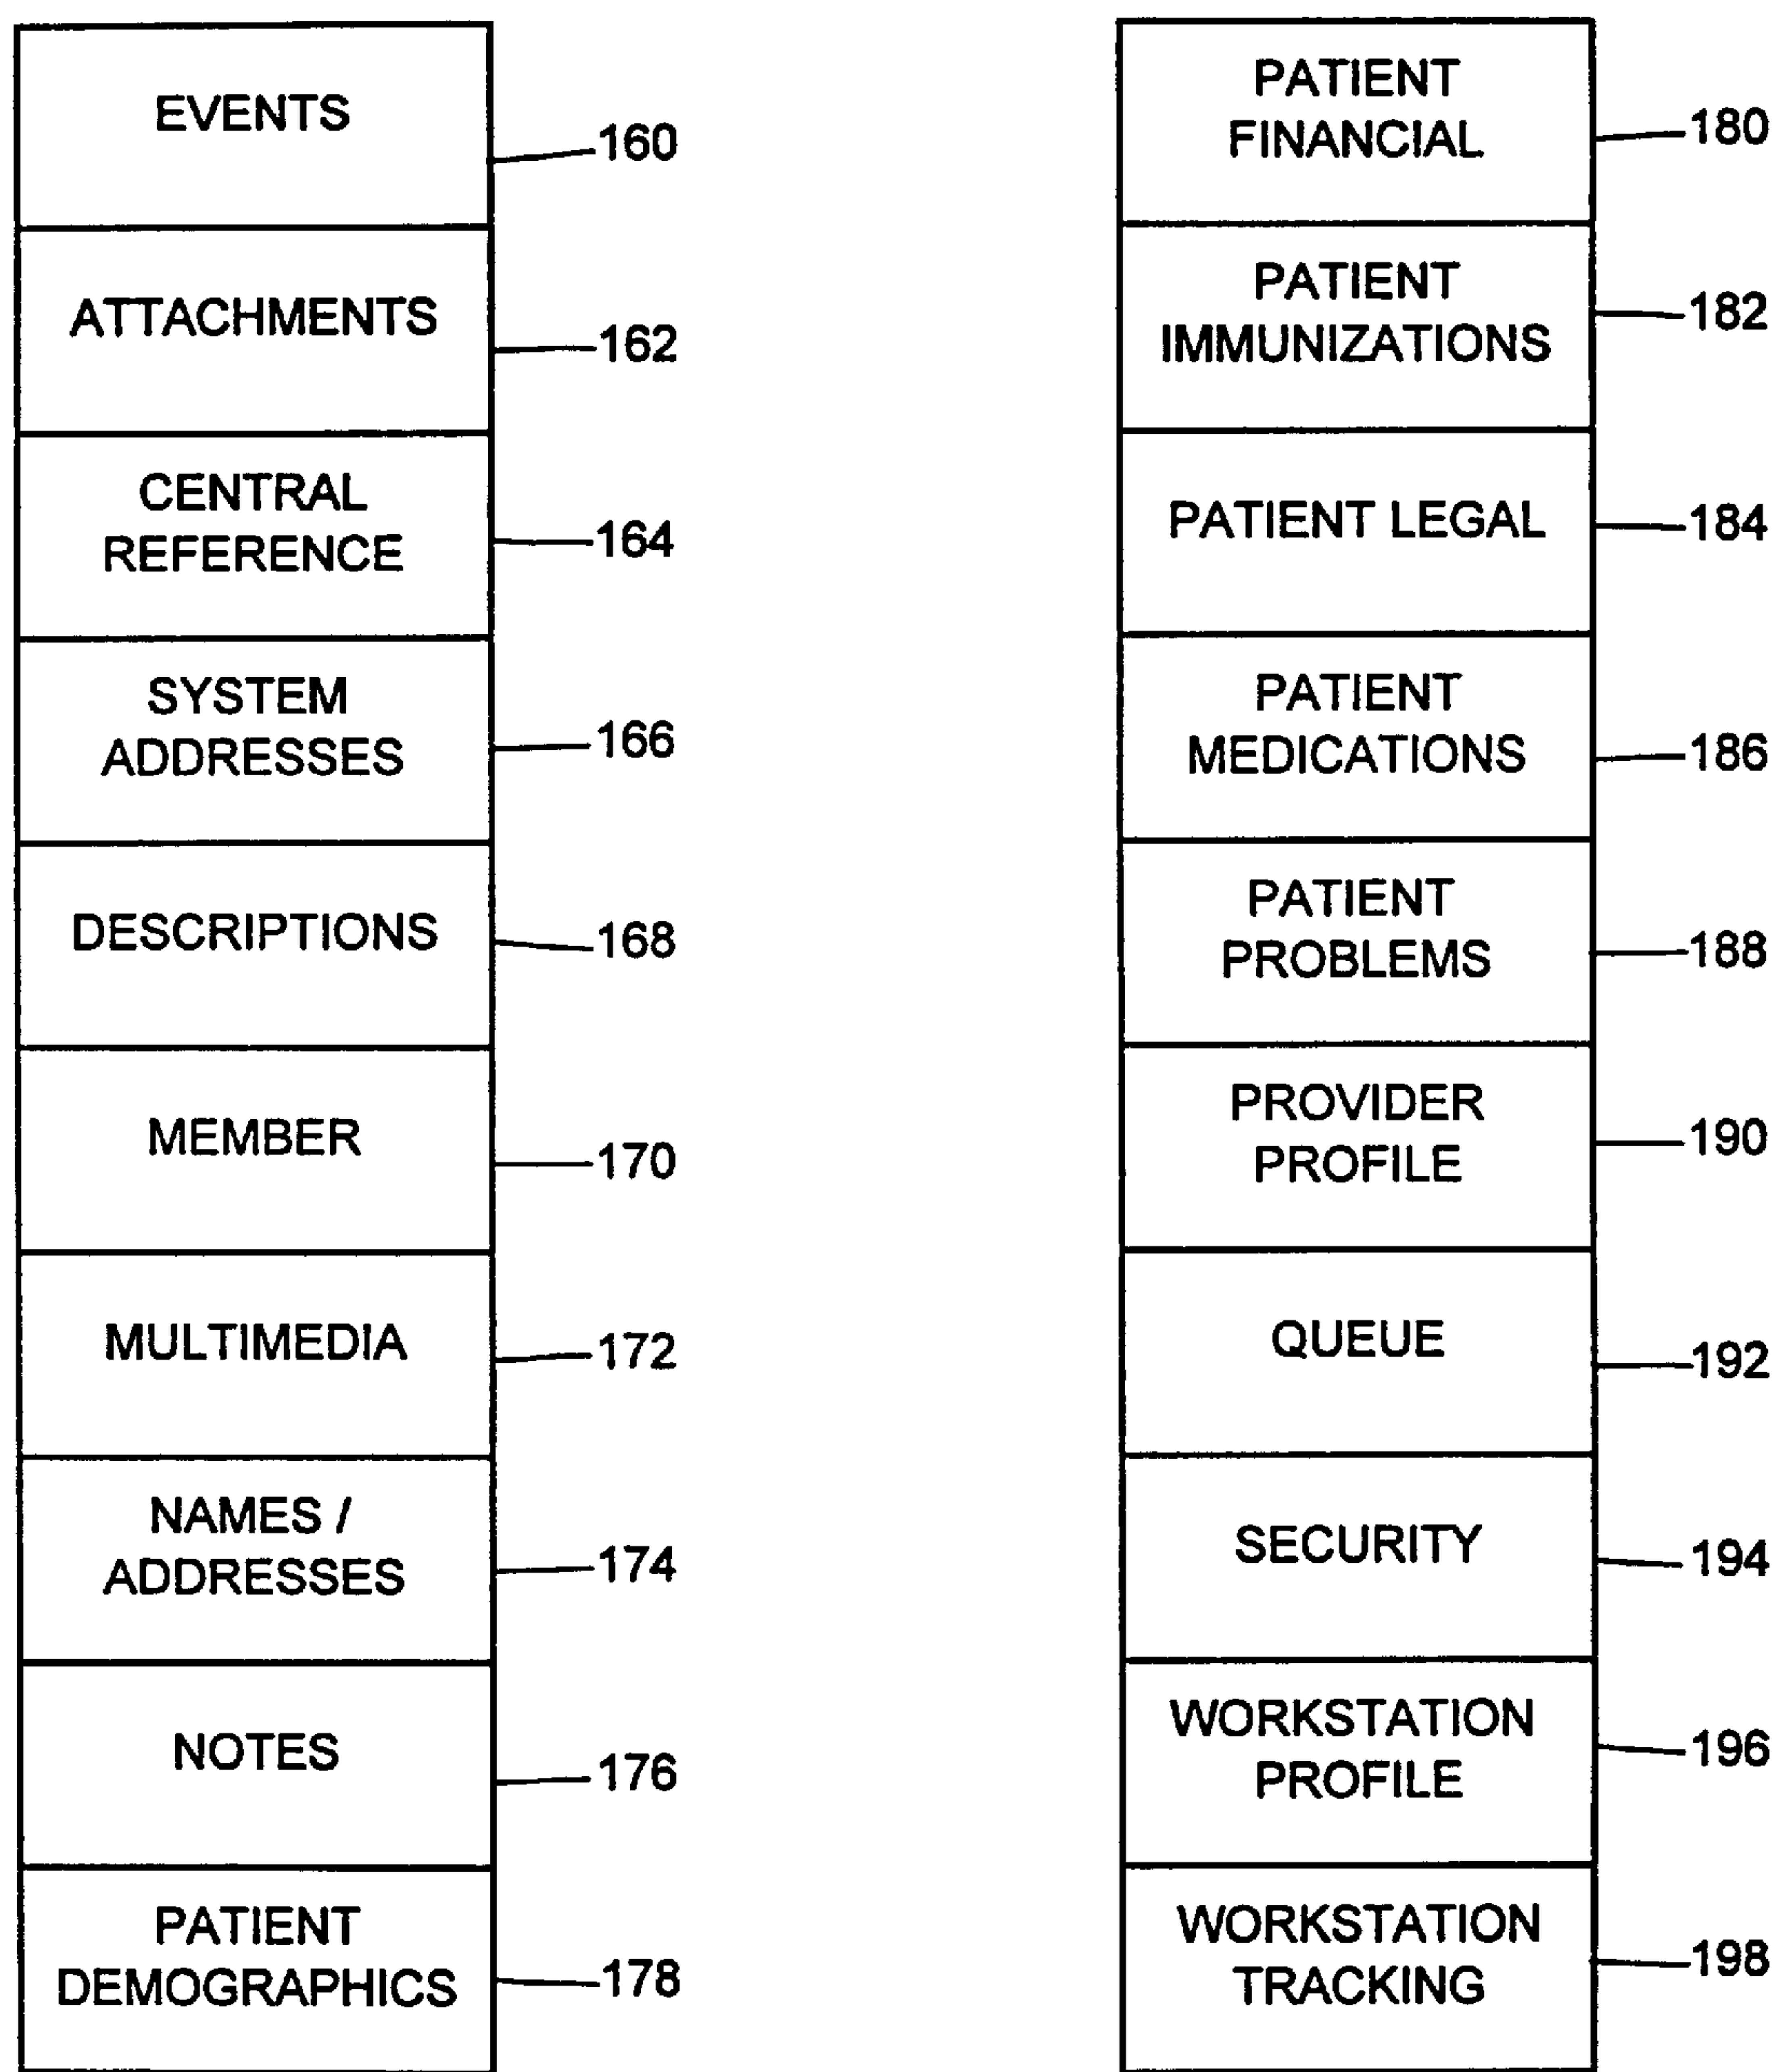 EVENTS
160
ATTACHMENTS
162
CENTRAL
REFERENCE
164
SYSTEM
ADDRESSES
166
DESCRIPTIONS
168
MEMBER
170
MULTIMEDIA
172
NAMES /
ADDRESSES
174
NOTES
176
PATIENT
DEMOGRAPHICS
178
PATIENT
FINANCIAL
180
PATIENT
IMMUNIZATIONS
182
PATIENT LEGAL
184
PATIENT
MEDICATIONS
186
PATIENT
PROBLEMS
188
PROVIDER
PROFILE
190
QUEUE
192
SECURITY
194
WORKSTATION
PROFILE
196
WORKSTATION
TRACKING
198